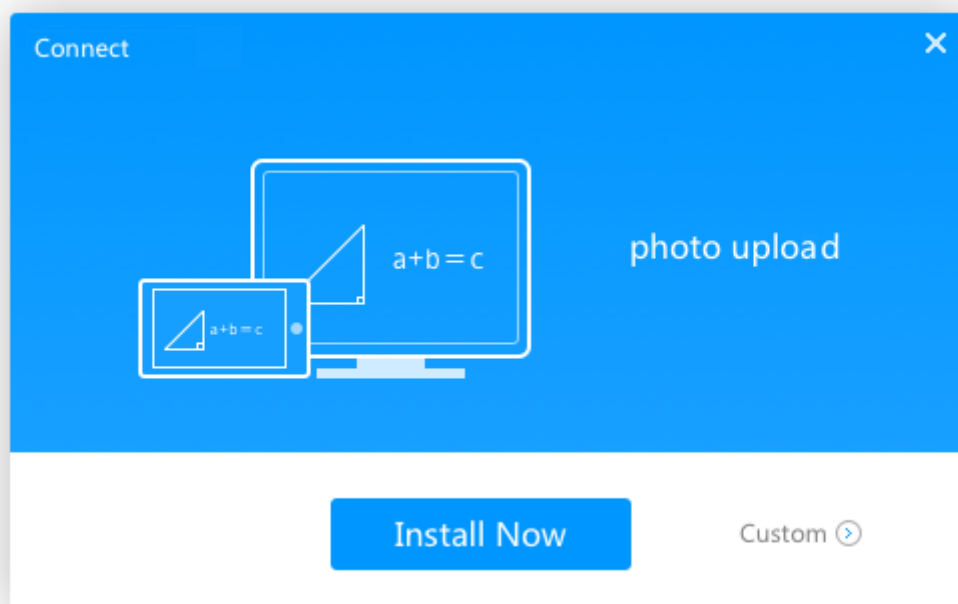 Connect
a+b=c
photo upload
a+b=c
Install Now
Custom